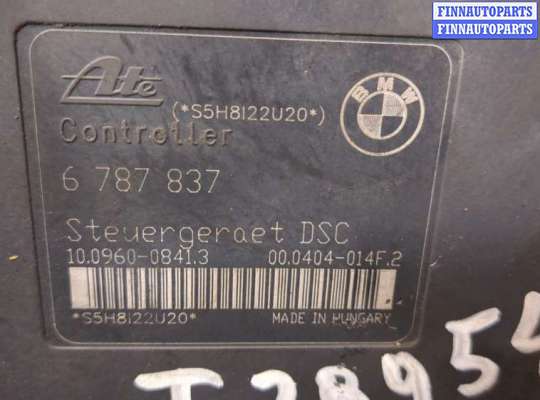 FINNAUTOPARTS
FINNAUTOPARTS
Ate
(*S5H8I22U20*)
BMW
Controller
6 787 837
Steuergeraet DSC
10.0960-0841.3 00.0404-014F.2
*S5H8I22U20* MADE IN HUNGARY